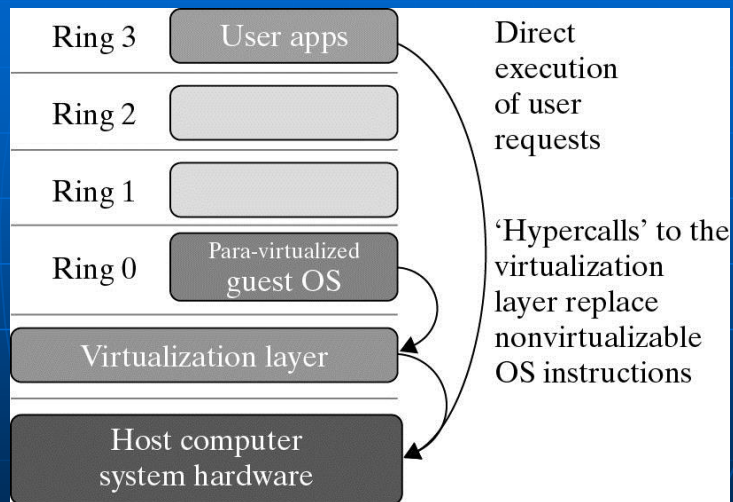 Ring 3
User apps
Direct
execution
of user
requests
Ring 2
Ring 1
Ring 0
Para-virtualized
guest OS
‘Hypercalls’ to the
virtualization
layer replace
nonvirtualizable
OS instructions
Virtualization layer
Host computer
system hardware